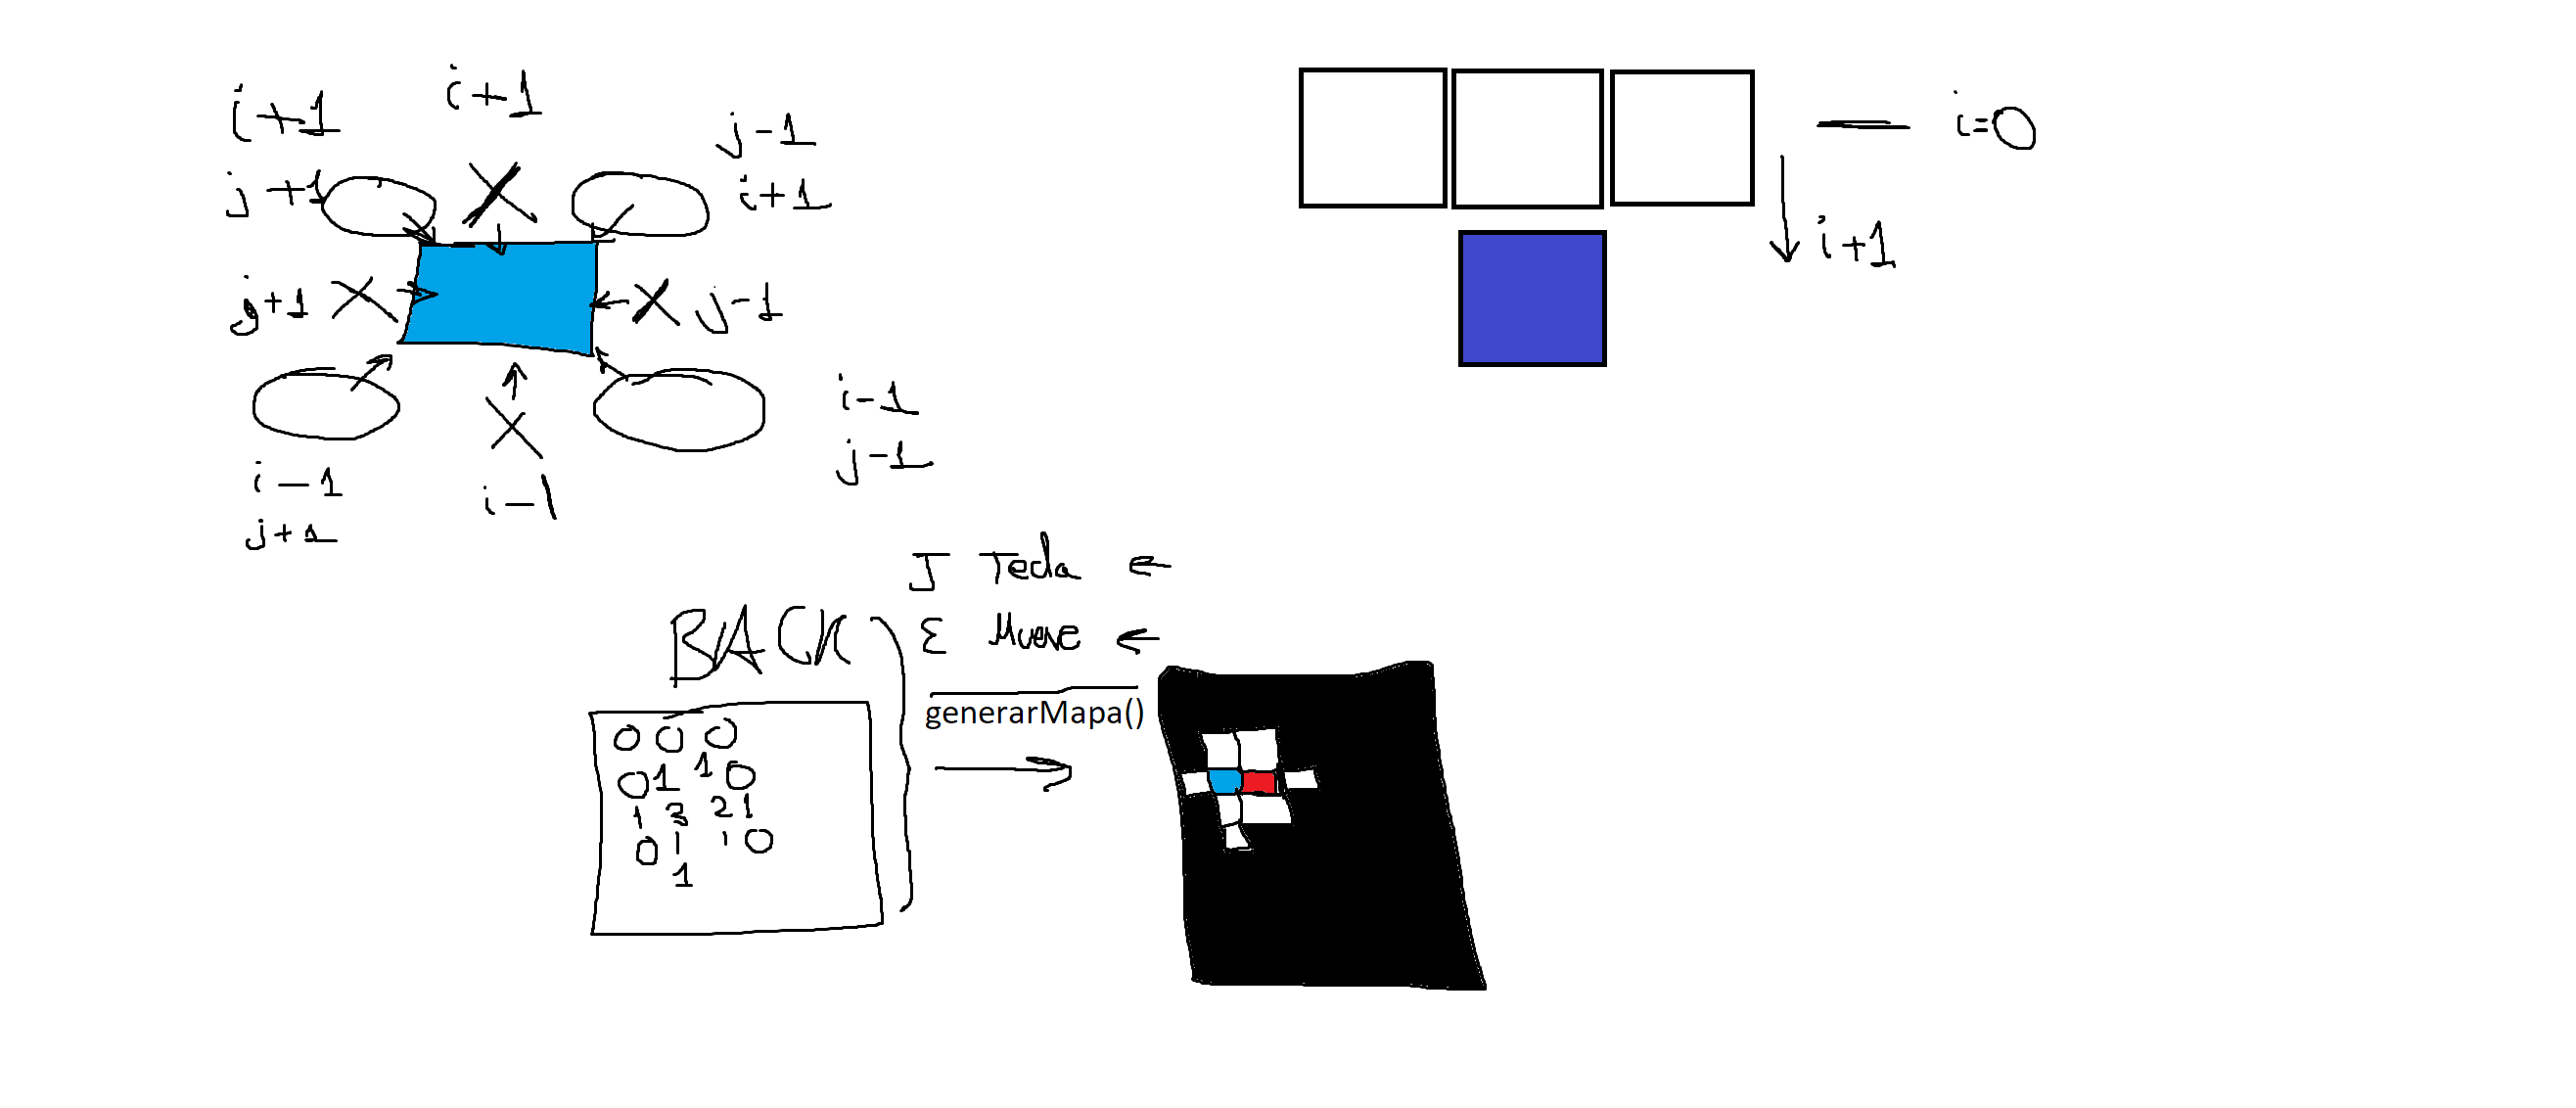 i+1
i+1
j+1
j-1
i+1
j+1
j-1
i-1
j+1
i-1
i-1
j-1
i=0
i+1
J Tecla ←
E Mueve ←
BACK
generarMapa()
0 0 0
0 1 1 0
1 3 2 1
0 1 1 0
1